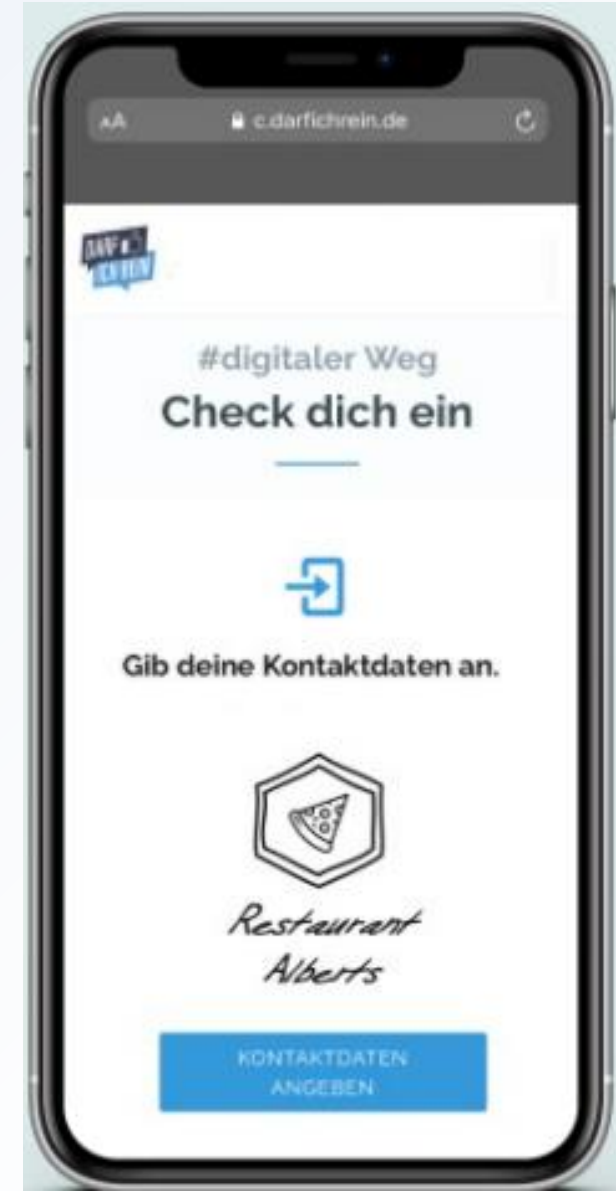 AA c.darfichrein.de
DARF
ICH REIN
#digitaler Weg
Check dich ein
Gib deine Kontaktdaten an.
Restaurant
Alberts
KONTAKTDATEN
ANGEBEN